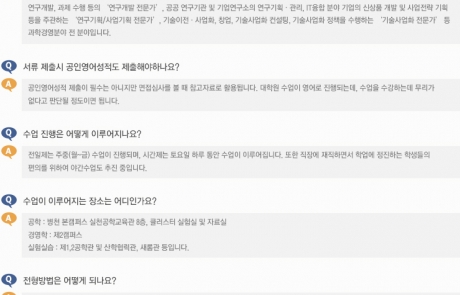 연구개발, 과제 수행 등의 '연구개발 전문가', 공공 연구기관 및 기업연구소의 연구기획·관리, IT융합 분야 기업의 신상품 개발 및 사업전략 기획
등을 주관하는 '연구기획/사업기획 전문가', 기술이전·사업화, 창업, 기술사업화 컨설팅, 기술사업화 정책을 수행하는 '기술사업화 전문가' 등
과학경영분야 전 분야입니다.
Q 서류 제출시 공인영어성적도 제출해야하나요?
A 공인영어성적 제출이 필수는 아니지만 면접심사를 볼 때 참고자료로 활용됩니다. 대학원 수업이 영어로 진행되는데, 수업을 수강하는데 무리가
없다고 판단될 정도이면 됩니다.
Q 수업 진행은 어떻게 이루어지나요?
A 전일제는 주중(월~금) 수업이 진행되며, 시간제는 토요일 하루 동안 수업이 이루어집니다. 또한 직장에 재직하면서 학업에 정진하는 학생들의
편의를 위하여 야간수업도 추진 중입니다.
Q 수업이 이루어지는 장소는 어디인가요?
A 공학 : 병천 본캠퍼스 실천공학교육관 8층, 클러스터 실험실 및 자료실
경영학 : 제2캠퍼스
실험실습 : 제1,2공학관 및 산학협력관, 새롬관 등입니다.
Q 전형방법은 어떻게 되나요?
A